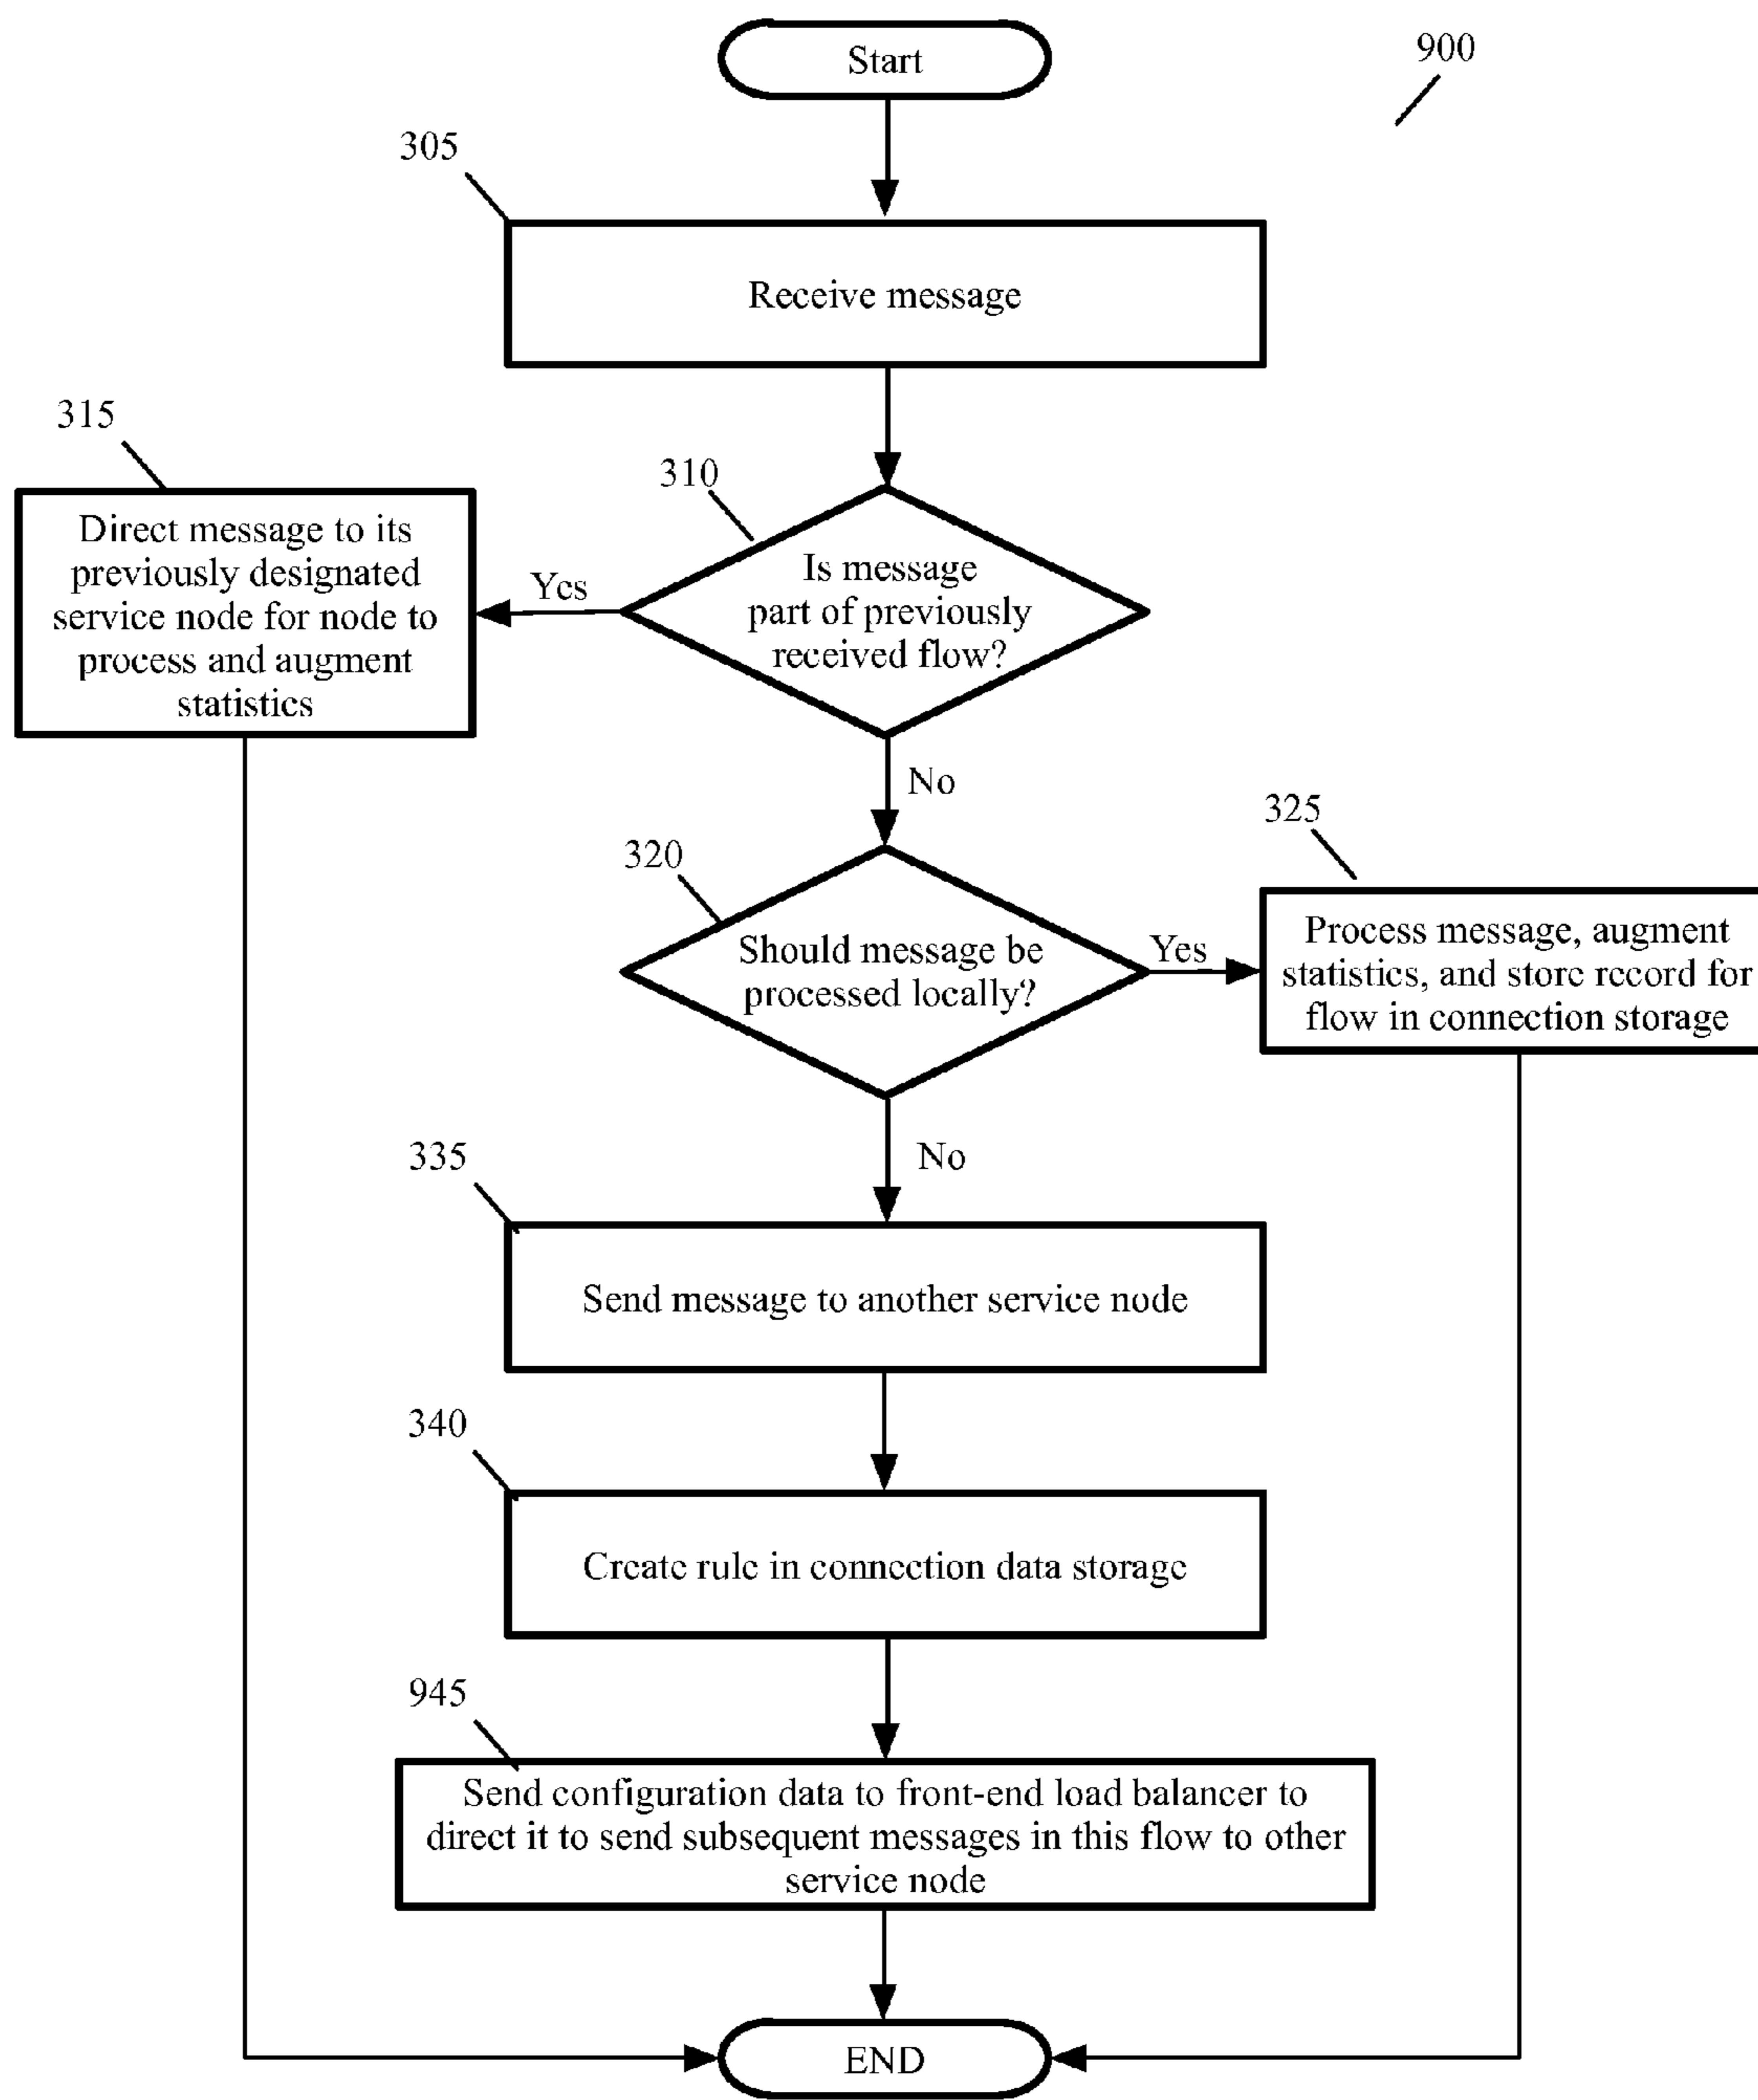 Start
900
305
Receive message
315
310
Direct message to its
previously designated
service node for node to
process and augment
statistics
Yes
Is message
part of previously
received flow?
No
325
320
Should message be
processed locally?
Yes
Process message, augment
statistics, and store record for
flow in connection storage
335
No
Send message to another service node
340
Create rule in connection data storage
945
Send configuration data to front-end load balancer to
direct it to send subsequent messages in this flow to other
service node
END